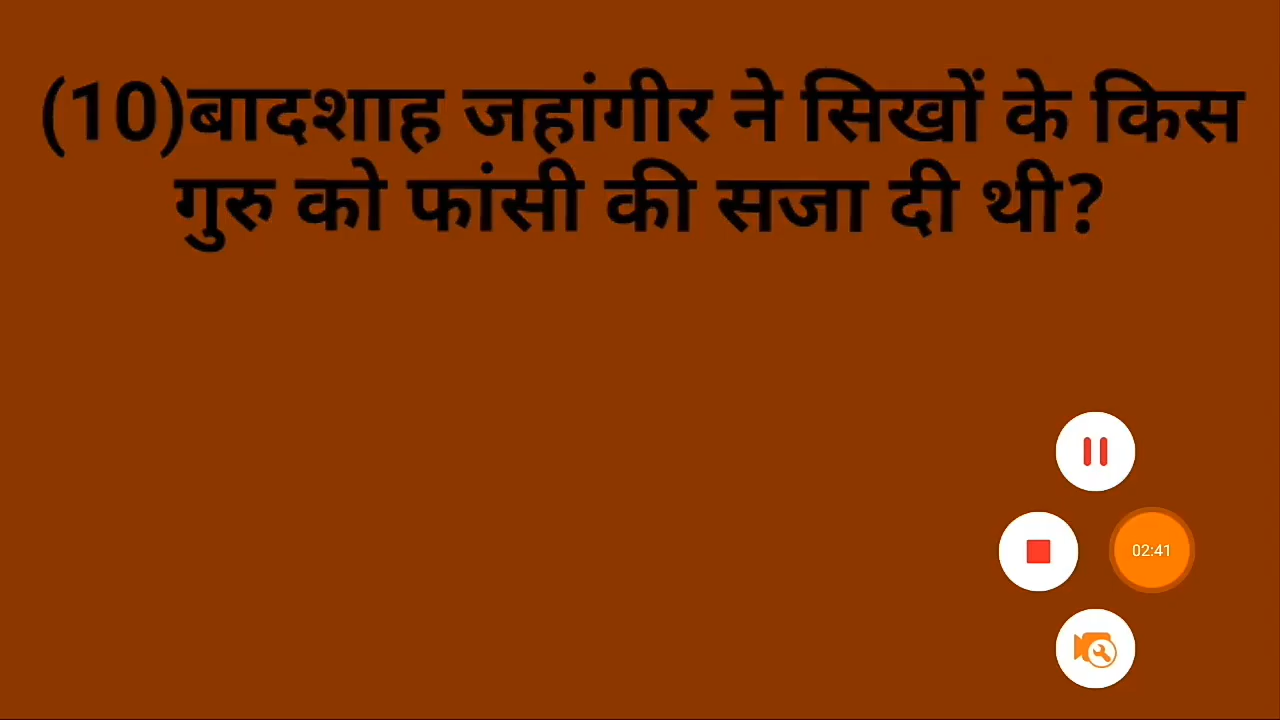 (10)बादशाह जहांगीर ने सिखों के किस
गुरु को फांसी की सजा दी थी?
02:41